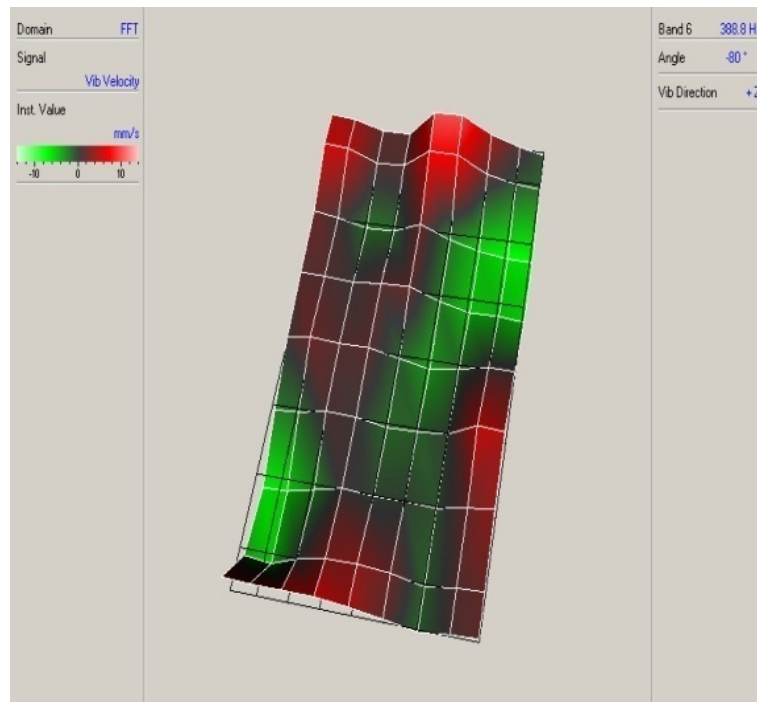 Domain FFT
Signal
Vib Velocity
Inst. Value
mm/s
-10 0 10
Band 6 388.8 H
Angle -80 °
Vib Direction +Z